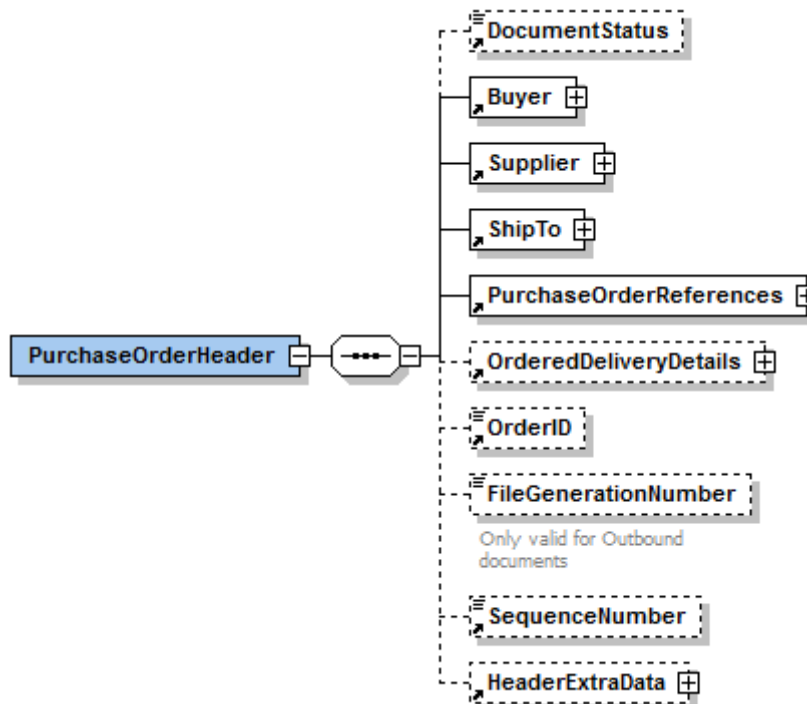 DocumentStatus
Buyer
Supplier
ShipTo
PurchaseOrderReferences
PurchaseOrderHeader
OrderedDeliveryDetails
OrderID
FileGenerationNumber
Only valid for Outbound
documents
SequenceNumber
HeaderExtraData